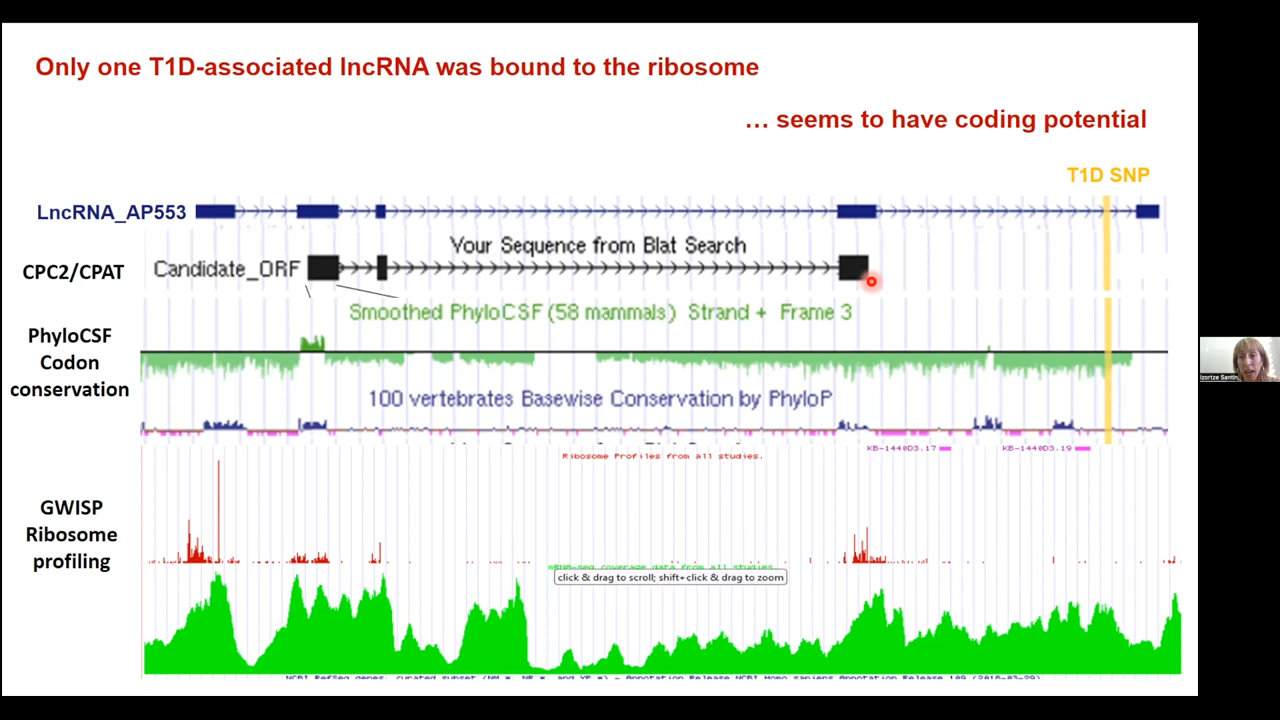 Only one T1D-associated lncRNA was bound to the ribosome
… seems to have coding potential
T1D SNP
LncRNA_AP553
Your Sequence from Blat Search
CPC2/CPAT
Candidate_ORF
Smoothed PhyloCSF (58 mammals) Strand + Frame 3
PhyloCSF
Codon
conservation
100 vertebrates Basewise Conservation by PhyloP
KB-1440D3.17
KB-1440D3.19
Ribosome Profiles from all studies.
GWISP
Ribosome
profiling
click & drag to scroll; shift+click & drag to zoom